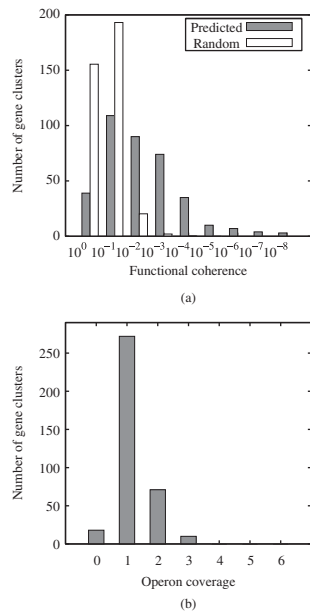 200
150
100
50
0
Number of gene clusters
Predicted
Random
10^0 10^-1 10^-2 10^-3 10^-4 10^-5 10^-6 10^-7 10^-8
Functional coherence
(a)
250
200
150
100
50
0
Number of gene clusters
0 1 2 3 4 5 6
Operon coverage
(b)